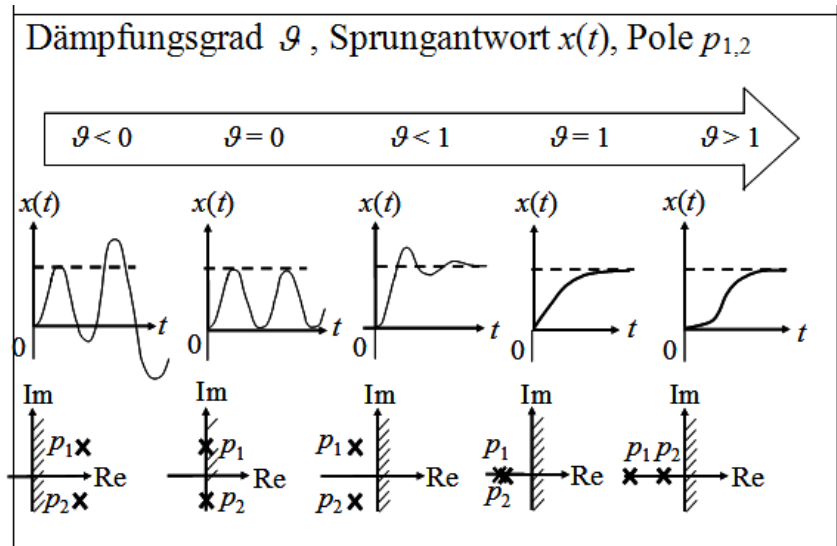 Dämpfungsgrad ϑ , Sprungantwort x(t), Pole p1,2
ϑ < 0 ϑ = 0 ϑ < 1 ϑ = 1 ϑ > 1
x(t) x(t) x(t) x(t) x(t)
t t t t t
0 0 0 0 0
Im Im Im Im Im
p1 p1 p1 p1 p1 p2
Re Re Re Re Re
p2 p2 p2 p2